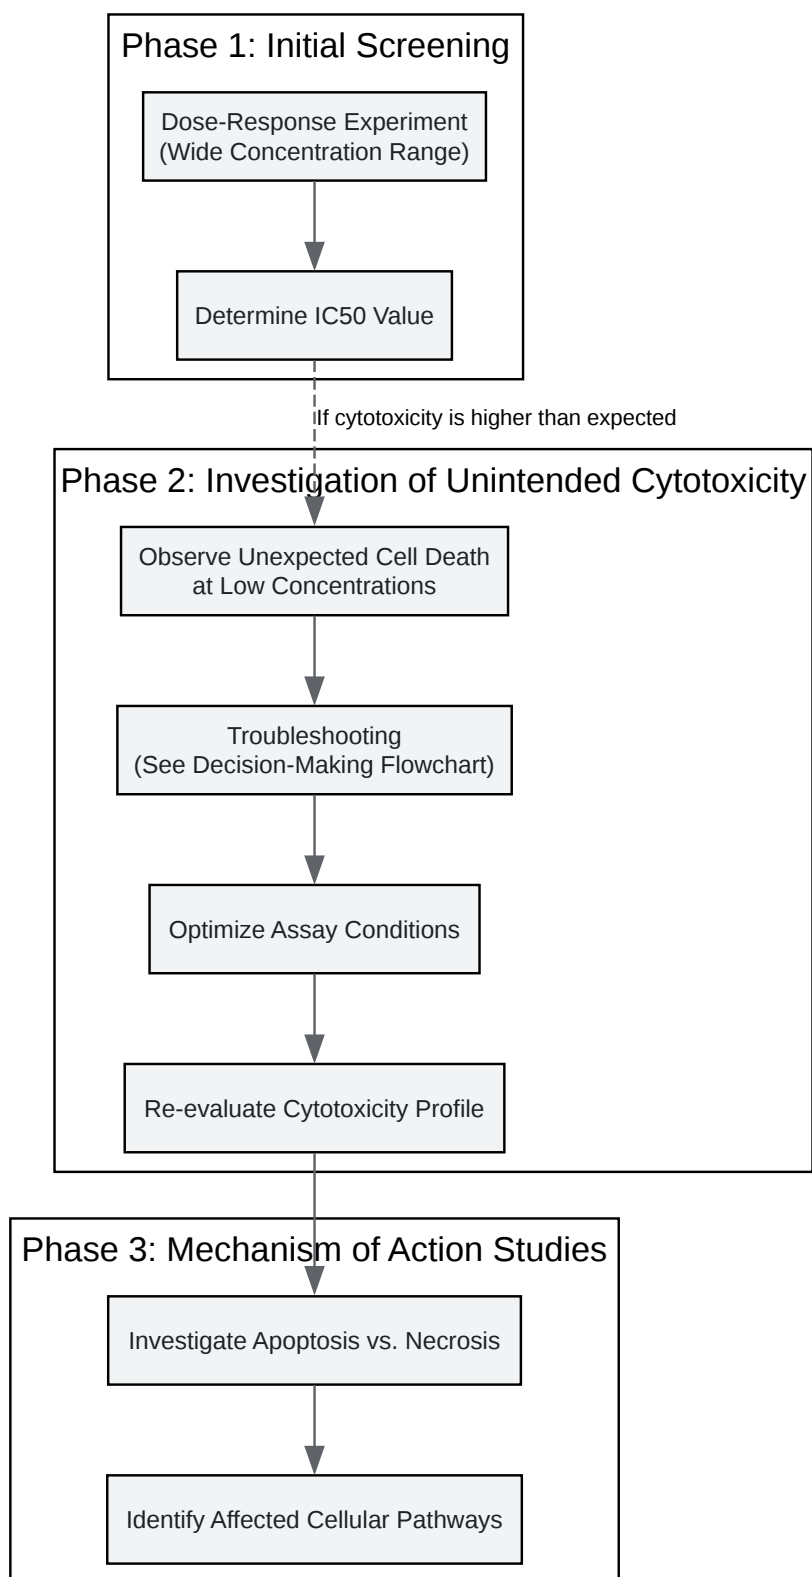 Phase 1: Initial Screening
Dose-Response Experiment
(Wide Concentration Range)
Determine IC50 Value
If cytotoxicity is higher than expected
Phase 2: Investigation of Unintended Cytotoxicity
Observe Unexpected Cell Death
at Low Concentrations
Troubleshooting
(See Decision-Making Flowchart)
Optimize Assay Conditions
Re-evaluate Cytotoxicity Profile
Phase 3: Mechanism of Action Studies
Investigate Apoptosis vs. Necrosis
Identify Affected Cellular Pathways